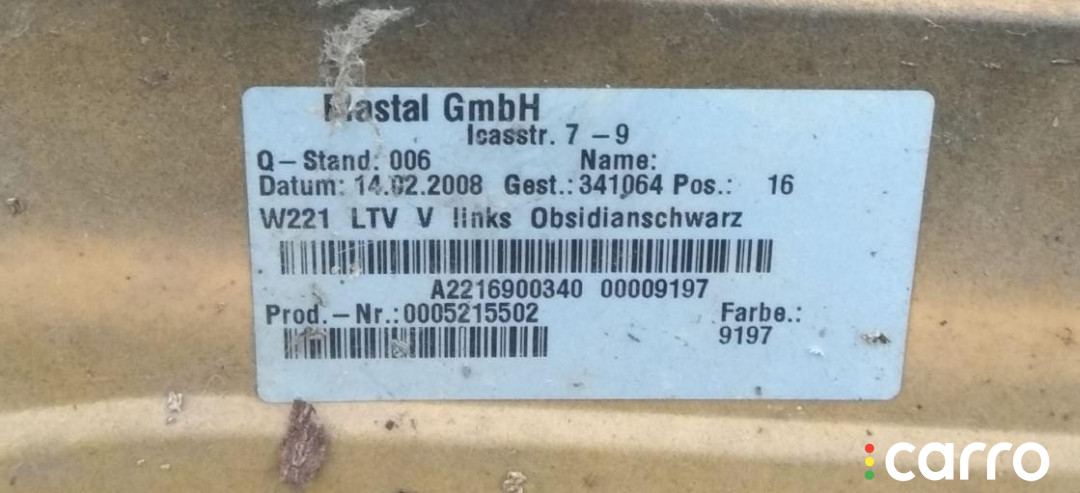 Plastal GmbH
Icasstr. 7 –9
Q–Stand: 006 Name:
Datum: 14.02.2008 Gest.: 341064 Pos.: 16
W221 LTV V links Obsidianschwarz
A2216900340 00009197
Prod.–Nr.:0005215502 Farbe.:
9197
carro